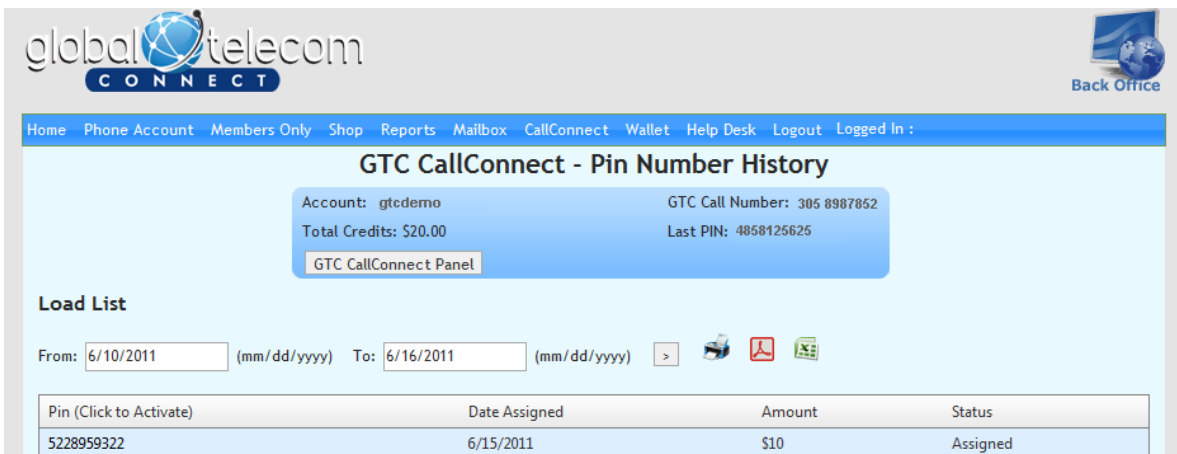 global telecom
CONNECT
Back Office
Home Phone Account Members Only Shop Reports Mailbox CallConnect Wallet Help Desk Logout Logged In :
GTC CallConnect - Pin Number History
Account: gtcdemo GTC Call Number: 305 8987852
Total Credits: $20.00 Last PIN: 4858125625
GTC CallConnect Panel
Load List
From: 6/10/2011 (mm/dd/yyyy) To: 6/16/2011 (mm/dd/yyyy) >
Pin (Click to Activate) Date Assigned Amount Status
5228959322 6/15/2011 $10 Assigned